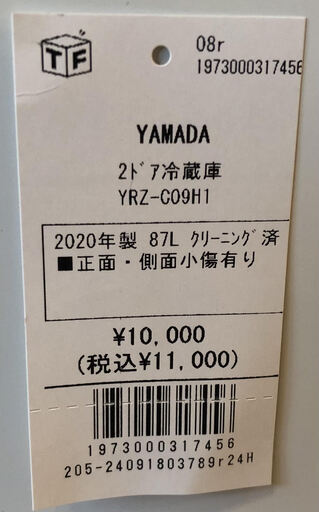 TF
08r
1973000317456
YAMADA
2ﾄﾞｱ冷蔵庫
YRZ-C09H1
2020年製 87L ｸﾘｰﾆﾝｸﾞ済
■正面・側面小傷有り
¥10,000
(税込¥11,000)
1973000317456
205-24091803789r24H